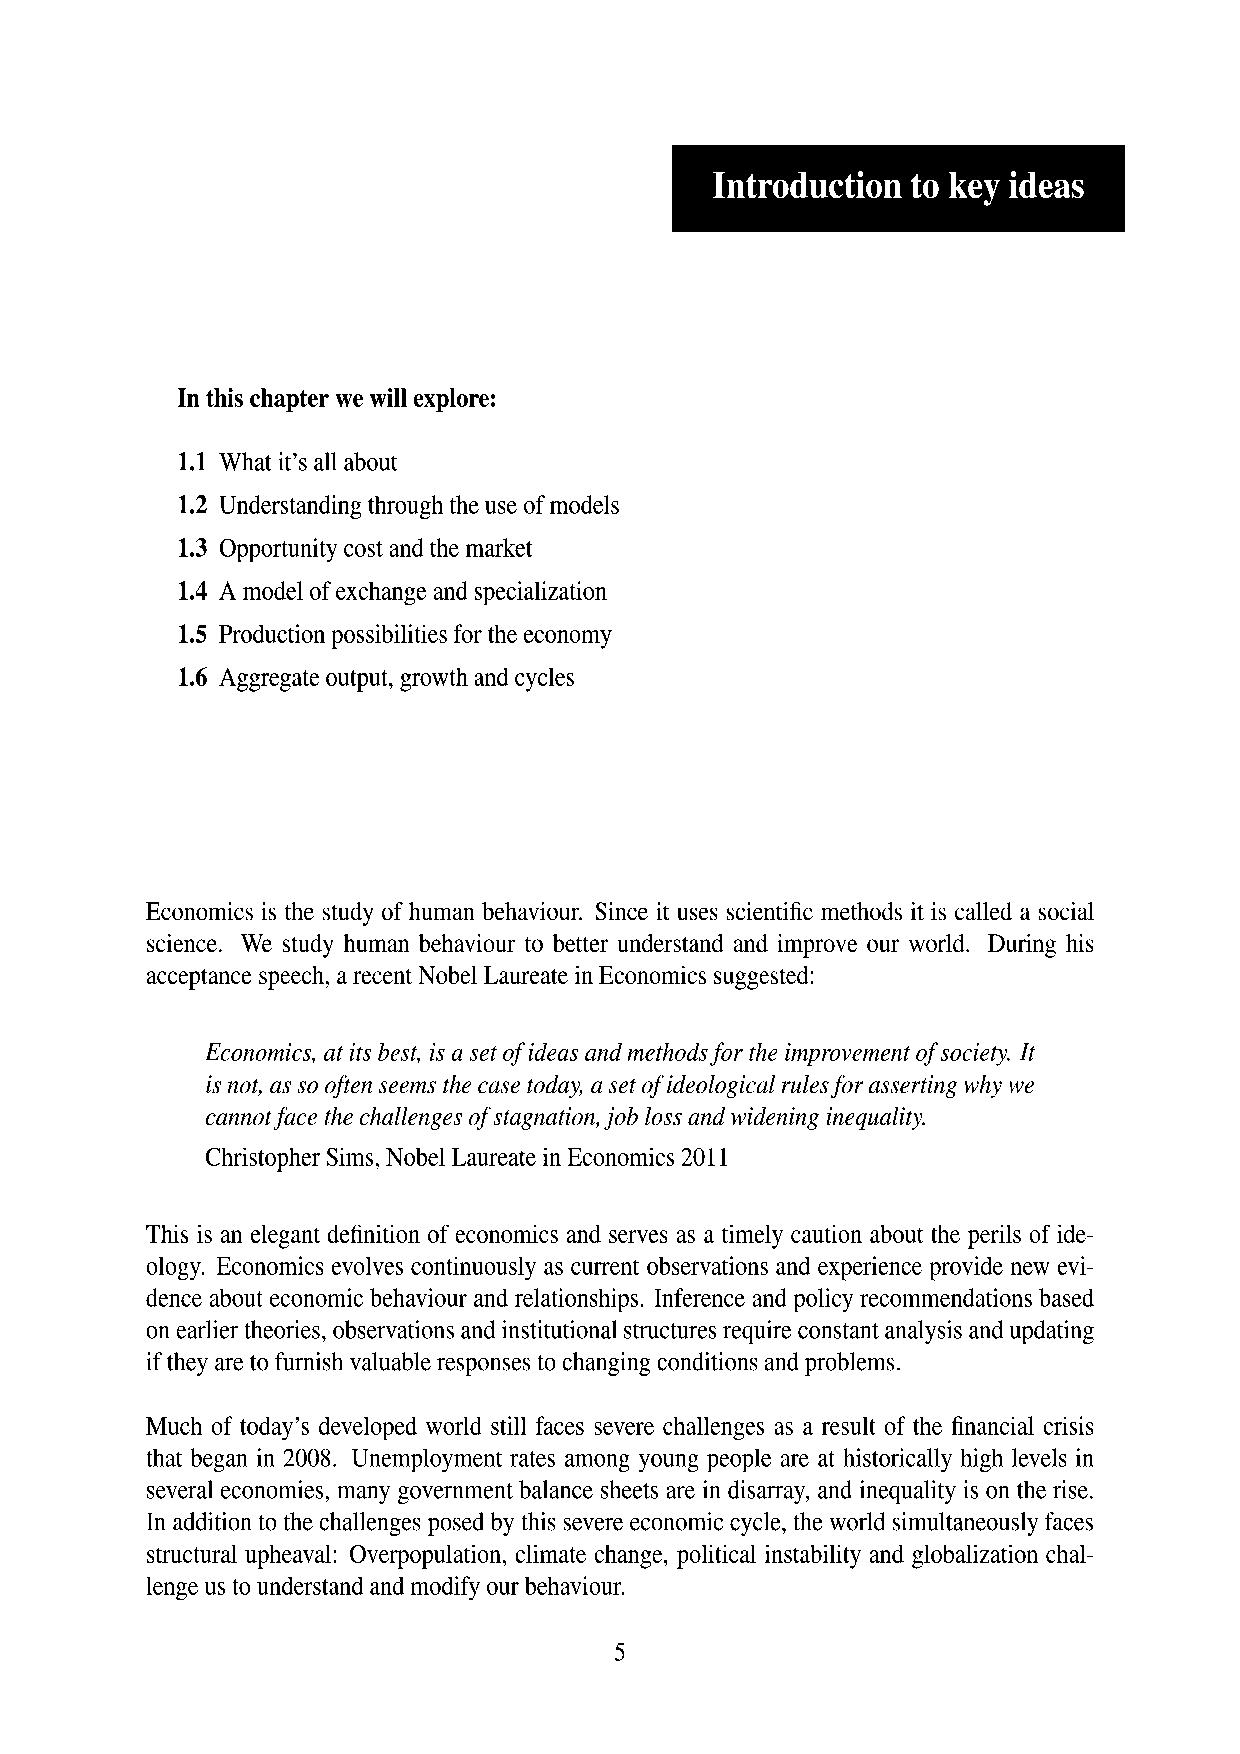 Introduction to key ideas
In this chapter we will explore:
1.1 What it's all about
1.2 Understanding through the use of models
1.3 Opportunity cost and the market
1.4 A model of exchange and specialization
1.5 Production possibilities for the economy
1.6 Aggregate output, growth and cycles
Economics is the study of human behaviour. Since it uses scientific methods it is called a social
science. We study human behaviour to better understand and improve our world. During his
acceptance speech, a recent Nobel Laureate in Economics suggested:
Economics, at its best, is a set of ideas and methods for the improvement of society. It
is not, as so often seems the case today, a set of ideological rules for asserting why we
cannot face the challenges of stagnation, job loss and widening inequality.
Christopher Sims, Nobel Laureate in Economics 2011
This is an elegant definition of economics and serves as a timely caution about the perils of ide-
ology. Economics evolves continuously as current observations and experience provide new evi-
dence about economic behaviour and relationships. Inference and policy recommendations based
on earlier theories, observations and institutional structures require constant analysis and updating
if they are to furnish valuable responses to changing conditions and problems.
Much of today's developed world still faces severe challenges as a result of the financial crisis
that began in 2008. Unemployment rates among young people are at historically high levels in
several economies, many government balance sheets are in disarray, and inequality is on the rise.
In addition to the challenges posed by this severe economic cycle, the world simultaneously faces
structural upheaval: Overpopulation, climate change, political instability and globalization chal-
lenge us to understand and modify our behaviour.
5